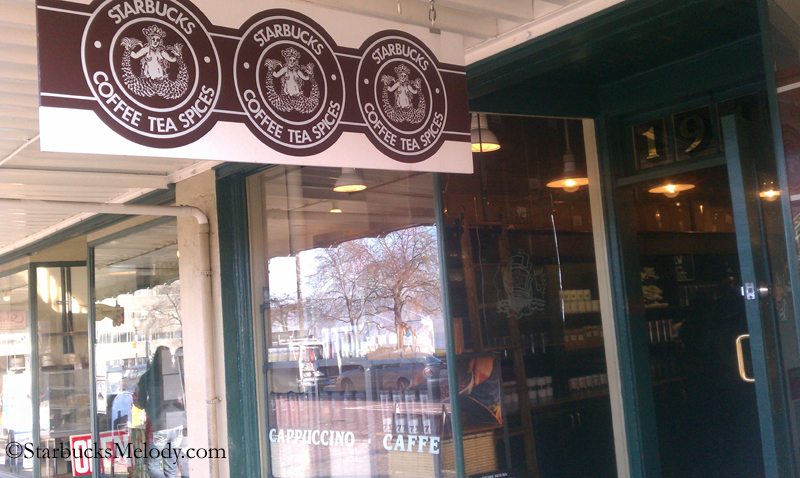 STARBUCKS
COFFEE TEA SPICES
STARBUCKS
COFFEE TEA SPICES
STARBUCKS
COFFEE TEA SPICES
19
CAPPUCCINO
CAFFE
©StarbucksMelody.com